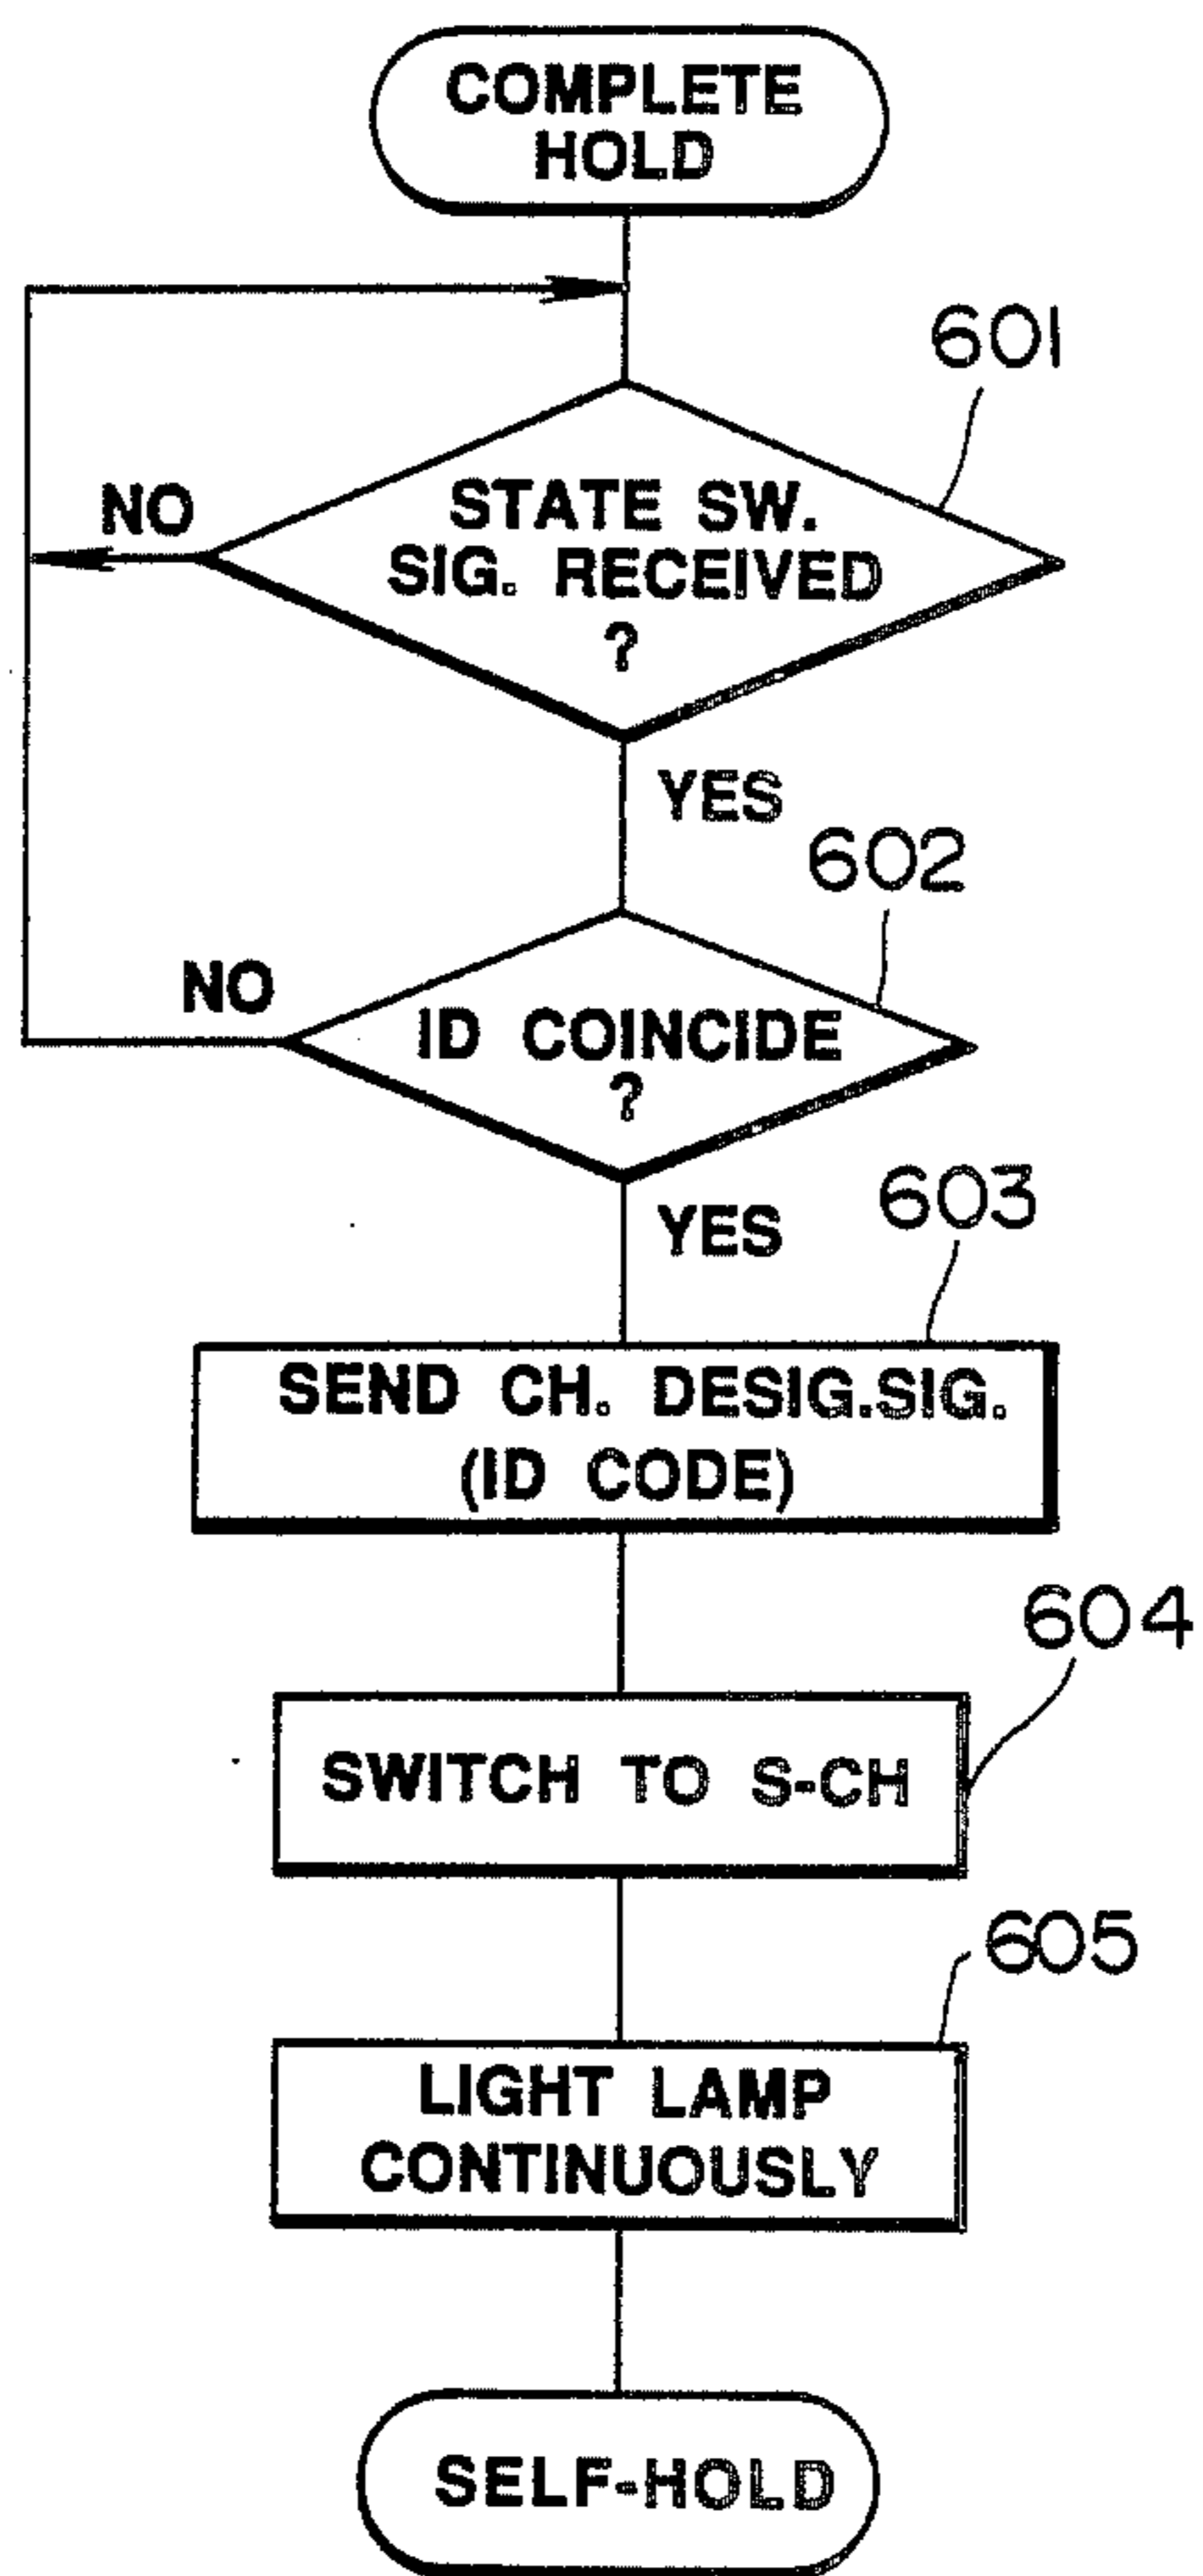 COMPLETE
HOLD
601
STATE SW.
SIG. RECEIVED
?
NO
YES
602
ID COINCIDE
?
NO
YES
603
SEND CH. DESIG.SIG.
(ID CODE)
604
SWITCH TO S-CH
605
LIGHT LAMP
CONTINUOUSLY
SELF-HOLD